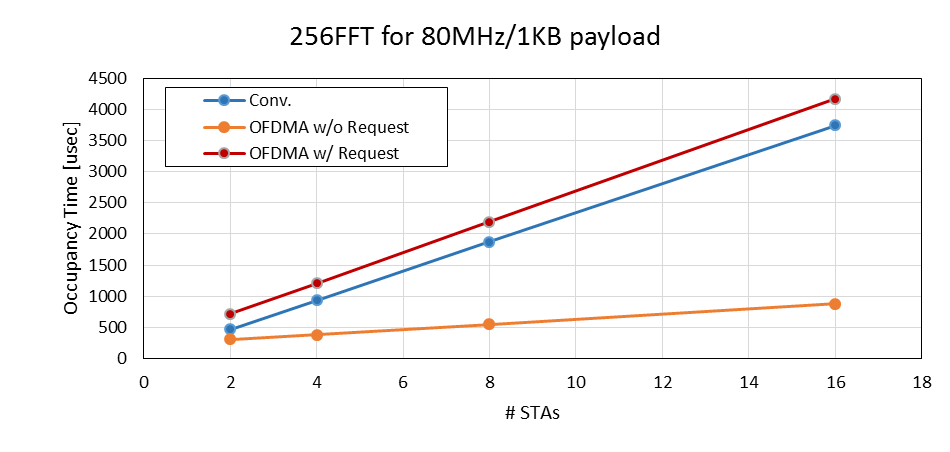 256FFT for 80MHz/1KB payload
Occupancy Time [usec]
4500
4000
3500
3000
2500
2000
1500
1000
500
0
Conv.
OFDMA w/o Request
OFDMA w/ Request
0 2 4 6 8 10 12 14 16 18
# STAs